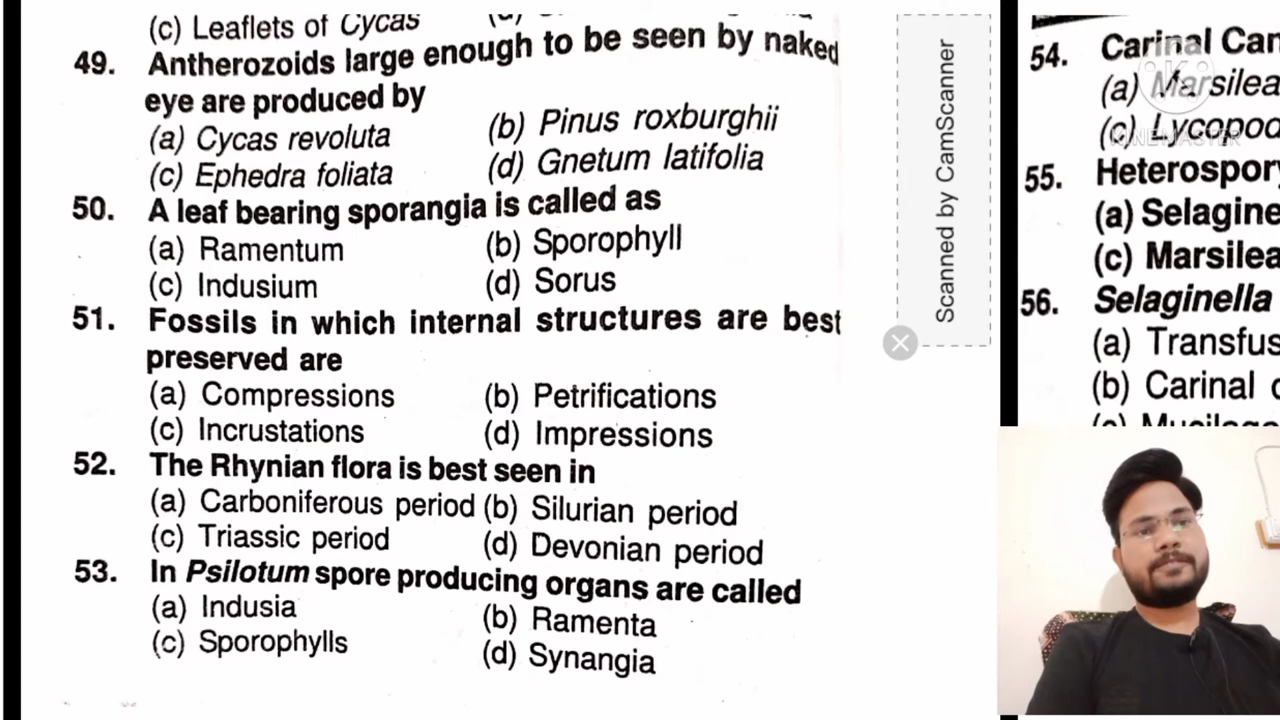 (c) Leaflets of Cycas
49. Antherozoids large enough to be seen by naked
eye are produced by
(a) Cycas revoluta (b) Pinus roxburghii
(c) Ephedra foliata (d) Gnetum latifolia
50. A leaf bearing sporangia is called as
(a) Ramentum (b) Sporophyll
(c) Indusium (d) Sorus
51. Fossils in which internal structures are best
preserved are
(a) Compressions (b) Petrifications
(c) Incrustations (d) Impressions
52. The Rhynian flora is best seen in
(a) Carboniferous period (b) Silurian period
(c) Triassic period (d) Devonian period
53. In Psilotum spore producing organs are called
(a) Indusia (b) Ramenta
(c) Sporophylls (d) Synangia
Scanned by CamScanner
54. Carinal Can
(a) Marsilea
(c) Lycopod
KINEMASTER
55. Heterospory
(a) Selagine
(c) Marsilea
56. Selaginella
(a) Transfus
(b) Carinal c